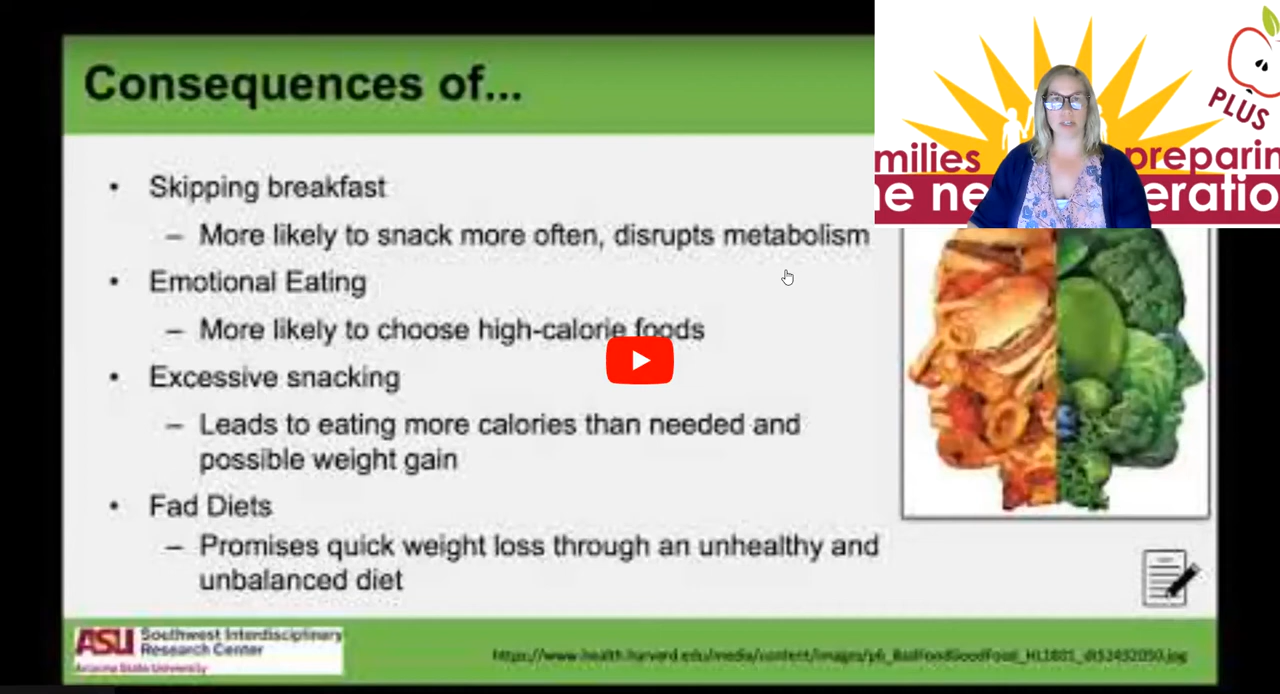 Consequences of...
PLUS
milies preparin
ne ne eratio
• Skipping breakfast
– More likely to snack more often, disrupts metabolism
• Emotional Eating
– More likely to choose high-calorie foods
• Excessive snacking
– Leads to eating more calories than needed and
possible weight gain
• Fad Diets
– Promises quick weight loss through an unhealthy and
unbalanced diet
ASU Southwest Interdisciplinary
Research Center
Arizona State University